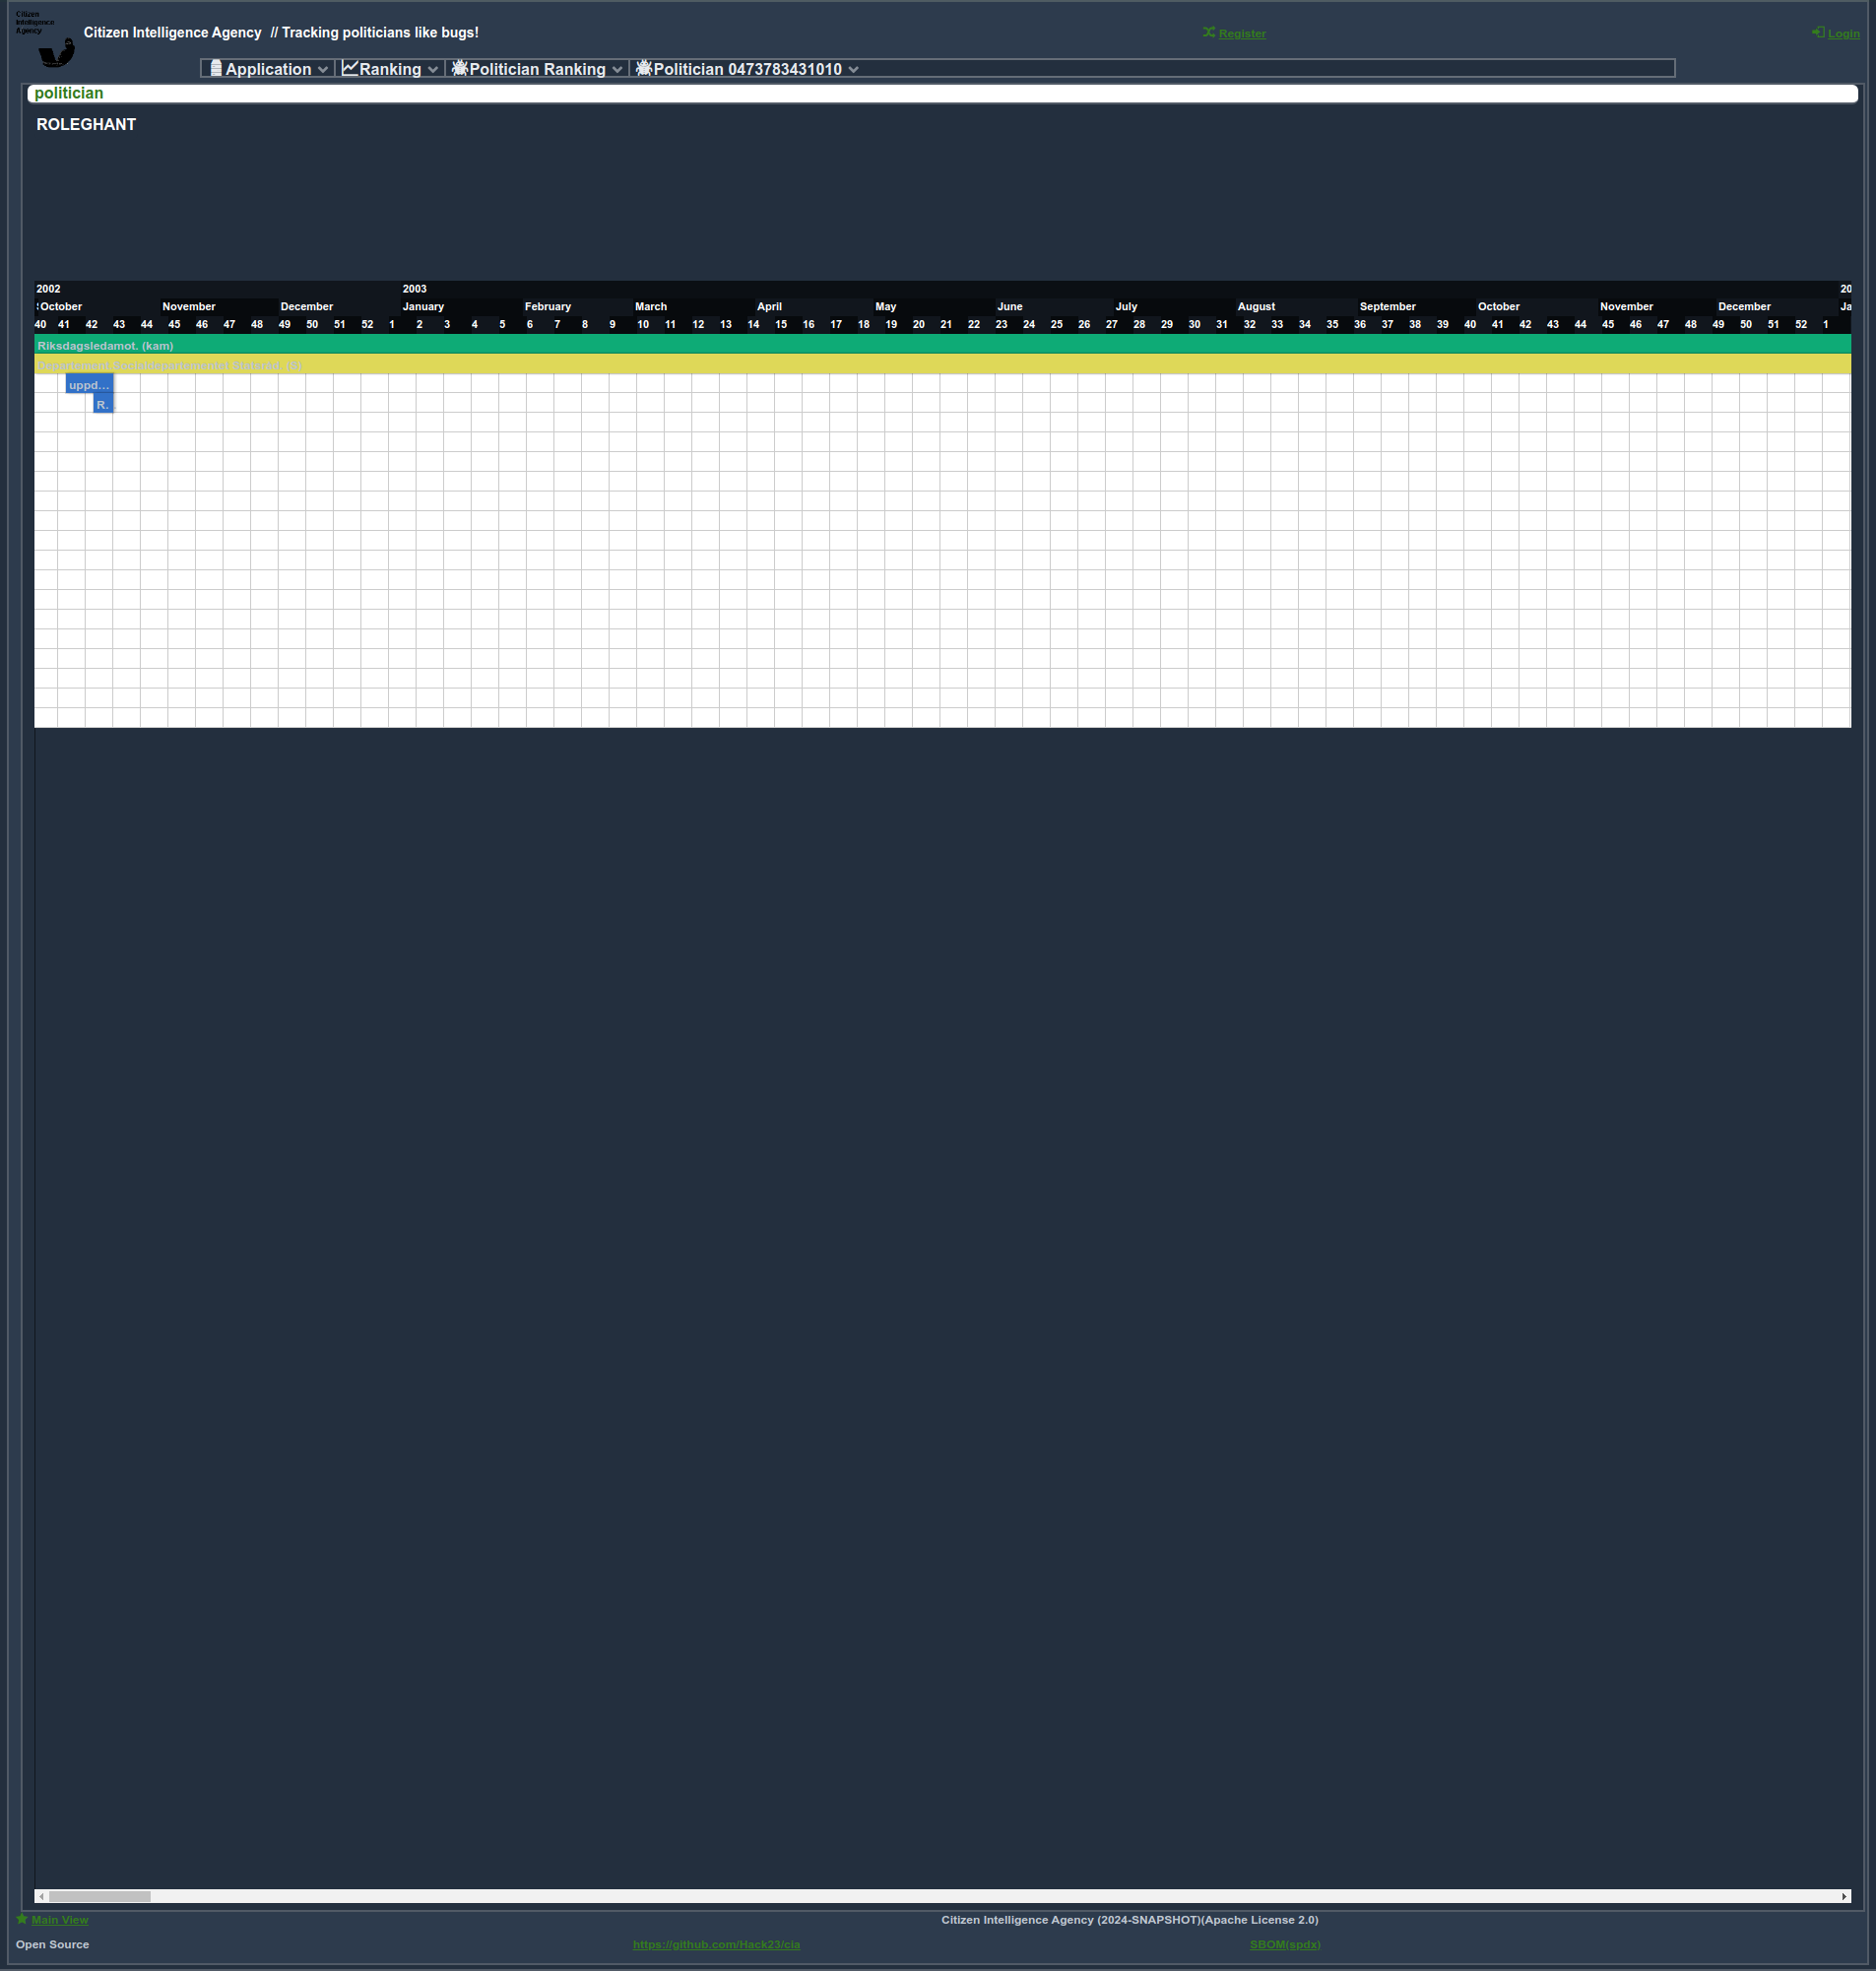 Citizen
Intelligence
Agency
Citizen Intelligence Agency // Tracking politicians like bugs!
Register
Login
Application Ranking Politician Ranking Politician 0473783431010
politician
ROLEGHANT
2002 2003 20
October November December January February March April May June July August September October November December Ja
40 41 42 43 44 45 46 47 48 49 50 51 52 1 2 3 4 5 6 7 8 9 10 11 12 13 14 15 16 17 18 19 20 21 22 23 24 25 26 27 28 29 30 31 32 33 34 35 36 37 38 39 40 41 42 43 44 45 46 47 48 49 50 51 52 1
Riksdagsledamot. (kam)
Departement.Socialdepartementet Statsråd. (S)
uppd...
R.
Main View
Citizen Intelligence Agency (2024-SNAPSHOT)(Apache License 2.0)
Open Source
https://github.com/Hack23/cia
SBOM(spdx)